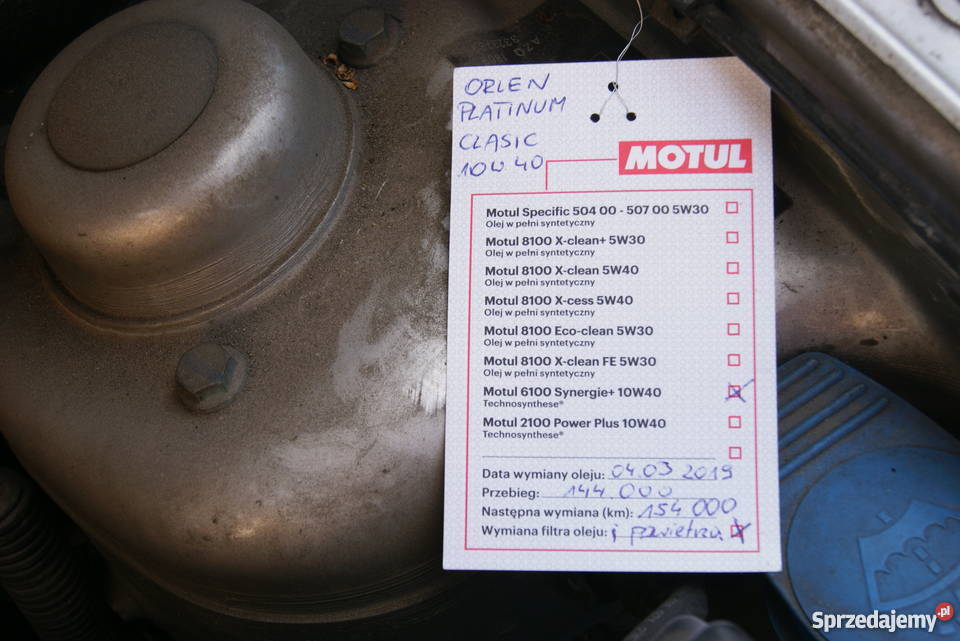 ORLEN
PLATINUM
CLASIC
10W40
MOTUL
Motul Specific 504 00 - 507 00 5W30
Olej w pełni syntetyczny
Motul 8100 X-clean+ 5W30
Olej w pełni syntetyczny
Motul 8100 X-clean 5W40
Olej w pełni syntetyczny
Motul 8100 X-cess 5W40
Olej w pełni syntetyczny
Motul 8100 Eco-clean 5W30
Olej w pełni syntetyczny
Motul 8100 X-clean FE 5W30
Olej w pełni syntetyczny
Motul 6100 Synergie+ 10W40
Technosynthese®
Motul 2100 Power Plus 10W40
Technosynthese®
Data wymiany oleju: 04.03 2019
Przebieg: 144.000
Następna wymiana (km): 154 000
Wymiana filtra oleju: i powietrza
Sprzedajemy.pl